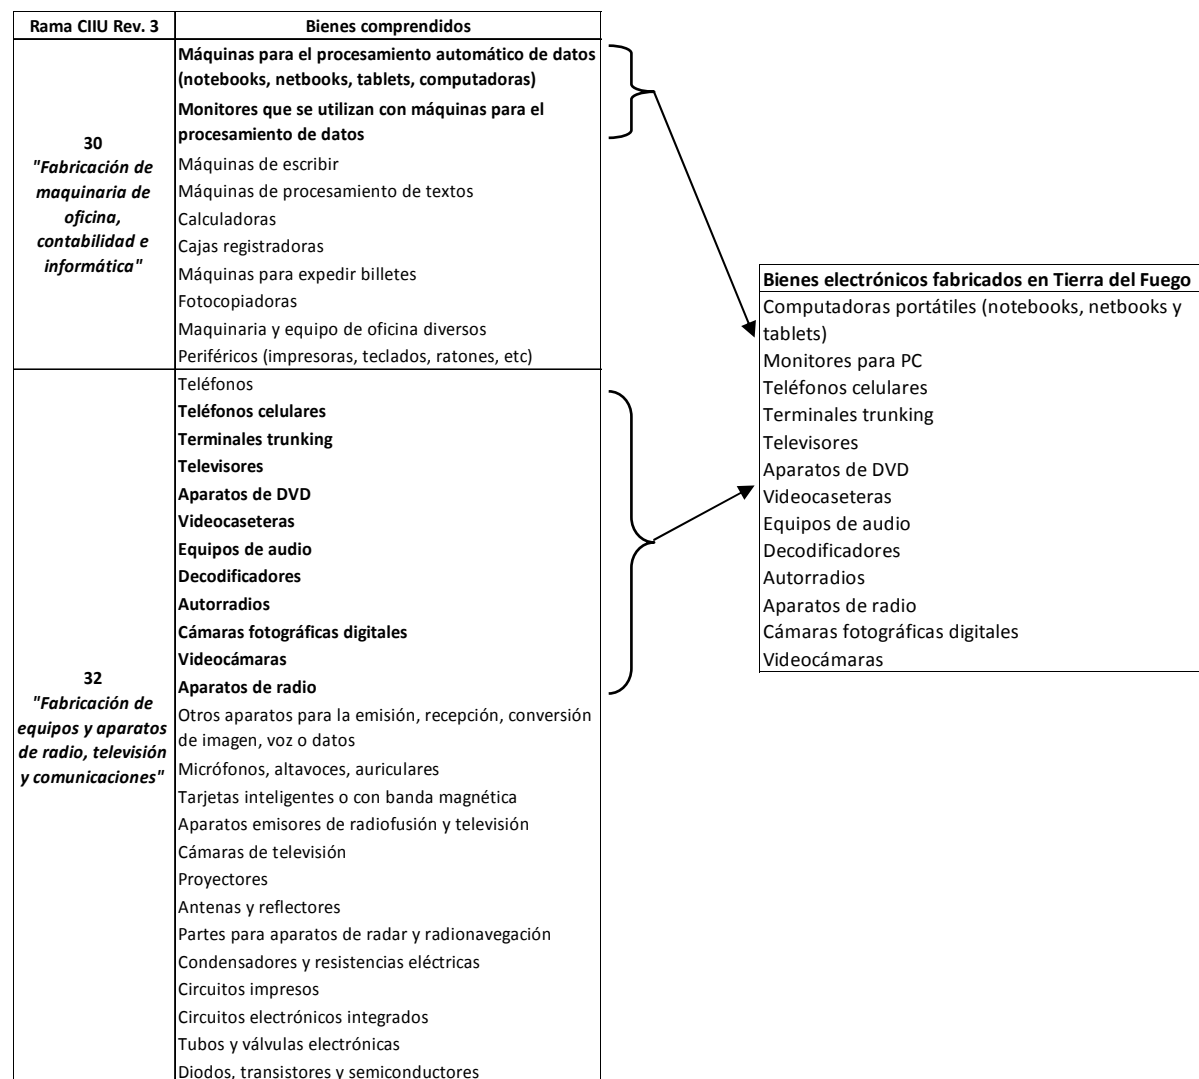 Rama CIIU Rev. 3
Bienes comprendidos
30
"Fabricación de
maquinaria de
oficina,
contabilidad e
informática"
Máquinas para el procesamiento automático de datos
(notebooks, netbooks, tablets, computadoras)
Monitores que se utilizan con máquinas para el
procesamiento de datos
Máquinas de escribir
Máquinas de procesamiento de textos
Calculadoras
Cajas registradoras
Máquinas para expedir billetes
Fotocopiadoras
Maquinaria y equipo de oficina diversos
Periféricos (impresoras, teclados, ratones, etc)
32
"Fabricación de
equipos y aparatos
de radio, televisión
y comunicaciones"
Teléfonos
Teléfonos celulares
Terminales trunking
Televisores
Aparatos de DVD
Videocaseteras
Equipos de audio
Decodificadores
Autorradios
Cámaras fotográficas digitales
Videocámaras
Aparatos de radio
Otros aparatos para la emisión, recepción, conversión
de imagen, voz o datos
Micrófonos, altavoces, auriculares
Tarjetas inteligentes o con banda magnética
Aparatos emisores de radiofusión y televisión
Cámaras de televisión
Proyectores
Antenas y reflectores
Partes para aparatos de radar y radionavegación
Condensadores y resistencias eléctricas
Circuitos impresos
Circuitos electrónicos integrados
Tubos y válvulas electrónicas
Diodos, transistores y semiconductores
Bienes electrónicos fabricados en Tierra del Fuego
Computadoras portátiles (notebooks, netbooks y
tablets)
Monitores para PC
Teléfonos celulares
Terminales trunking
Televisores
Aparatos de DVD
Videocaseteras
Equipos de audio
Decodificadores
Autorradios
Aparatos de radio
Cámaras fotográficas digitales
Videocámaras